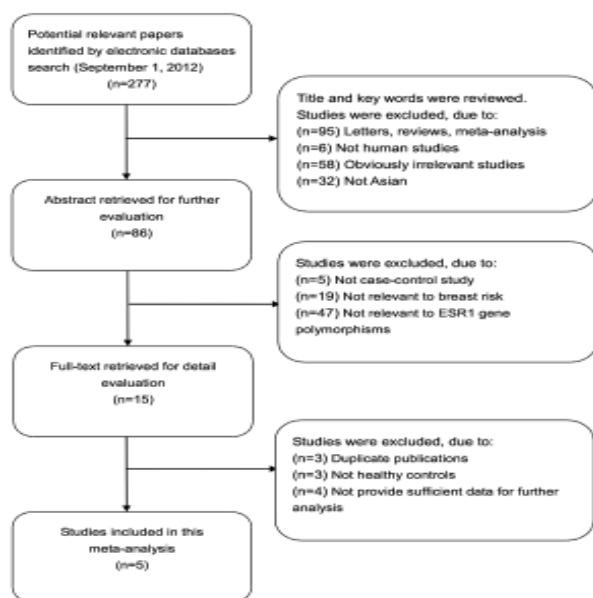 Potential relevant papers
identified by electronic databases
search (September 1, 2012)
(n=277)
Title and key words were reviewed.
Studies were excluded, due to:
(n=95) Letters, reviews, meta-analysis
(n=6) Not human studies
(n=58) Obviously irrelevant studies
(n=32) Not Asian
Abstract retrieved for further
evaluation
(n=86)
Studies were excluded, due to:
(n=5) Not case-control study
(n=19) Not relevant to breast risk
(n=47) Not relevant to ESR1 gene
polymorphisms
Full-text retrieved for detail
evaluation
(n=15)
Studies were excluded, due to:
(n=3) Duplicate publications
(n=3) Not healthy controls
(n=4) Not provide sufficient data for further
analysis
Studies included in this
meta-analysis
(n=5)